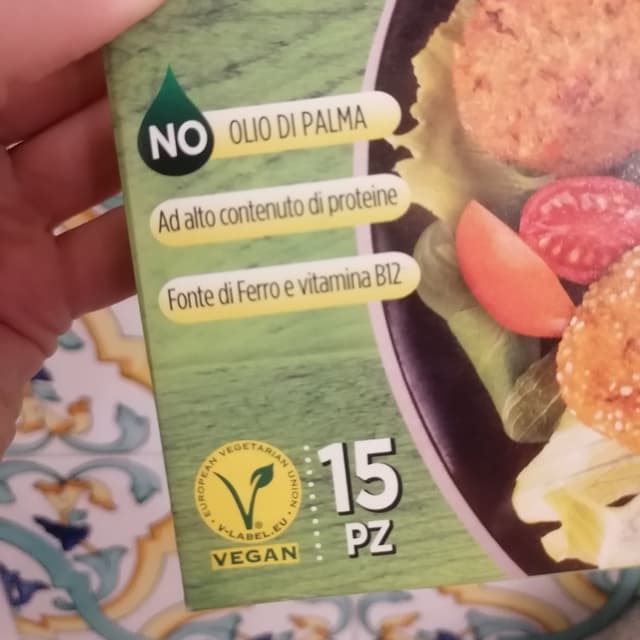 NO OLIO DI PALMA
Ad alto contenuto di proteine
Fonte di Ferro e vitamina B12
EUROPEAN VEGETARIAN UNION
V-LABEL.EU
VEGAN
15
PZ